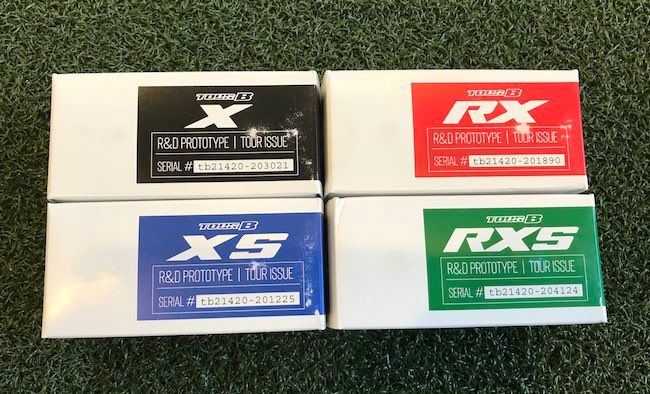 TOUR B
X
R&D PROTOTYPE | TOUR ISSUE
SERIAL # tb21420-203021
TOUR B
RX
R&D PROTOTYPE | TOUR ISSUE
SERIAL # tb21420-201890
TOUR B
XS
R&D PROTOTYPE | TOUR ISSUE
SERIAL # tb21420-201225
TOUR B
RXS
R&D PROTOTYPE | TOUR ISSUE
SERIAL # tb21420-204124